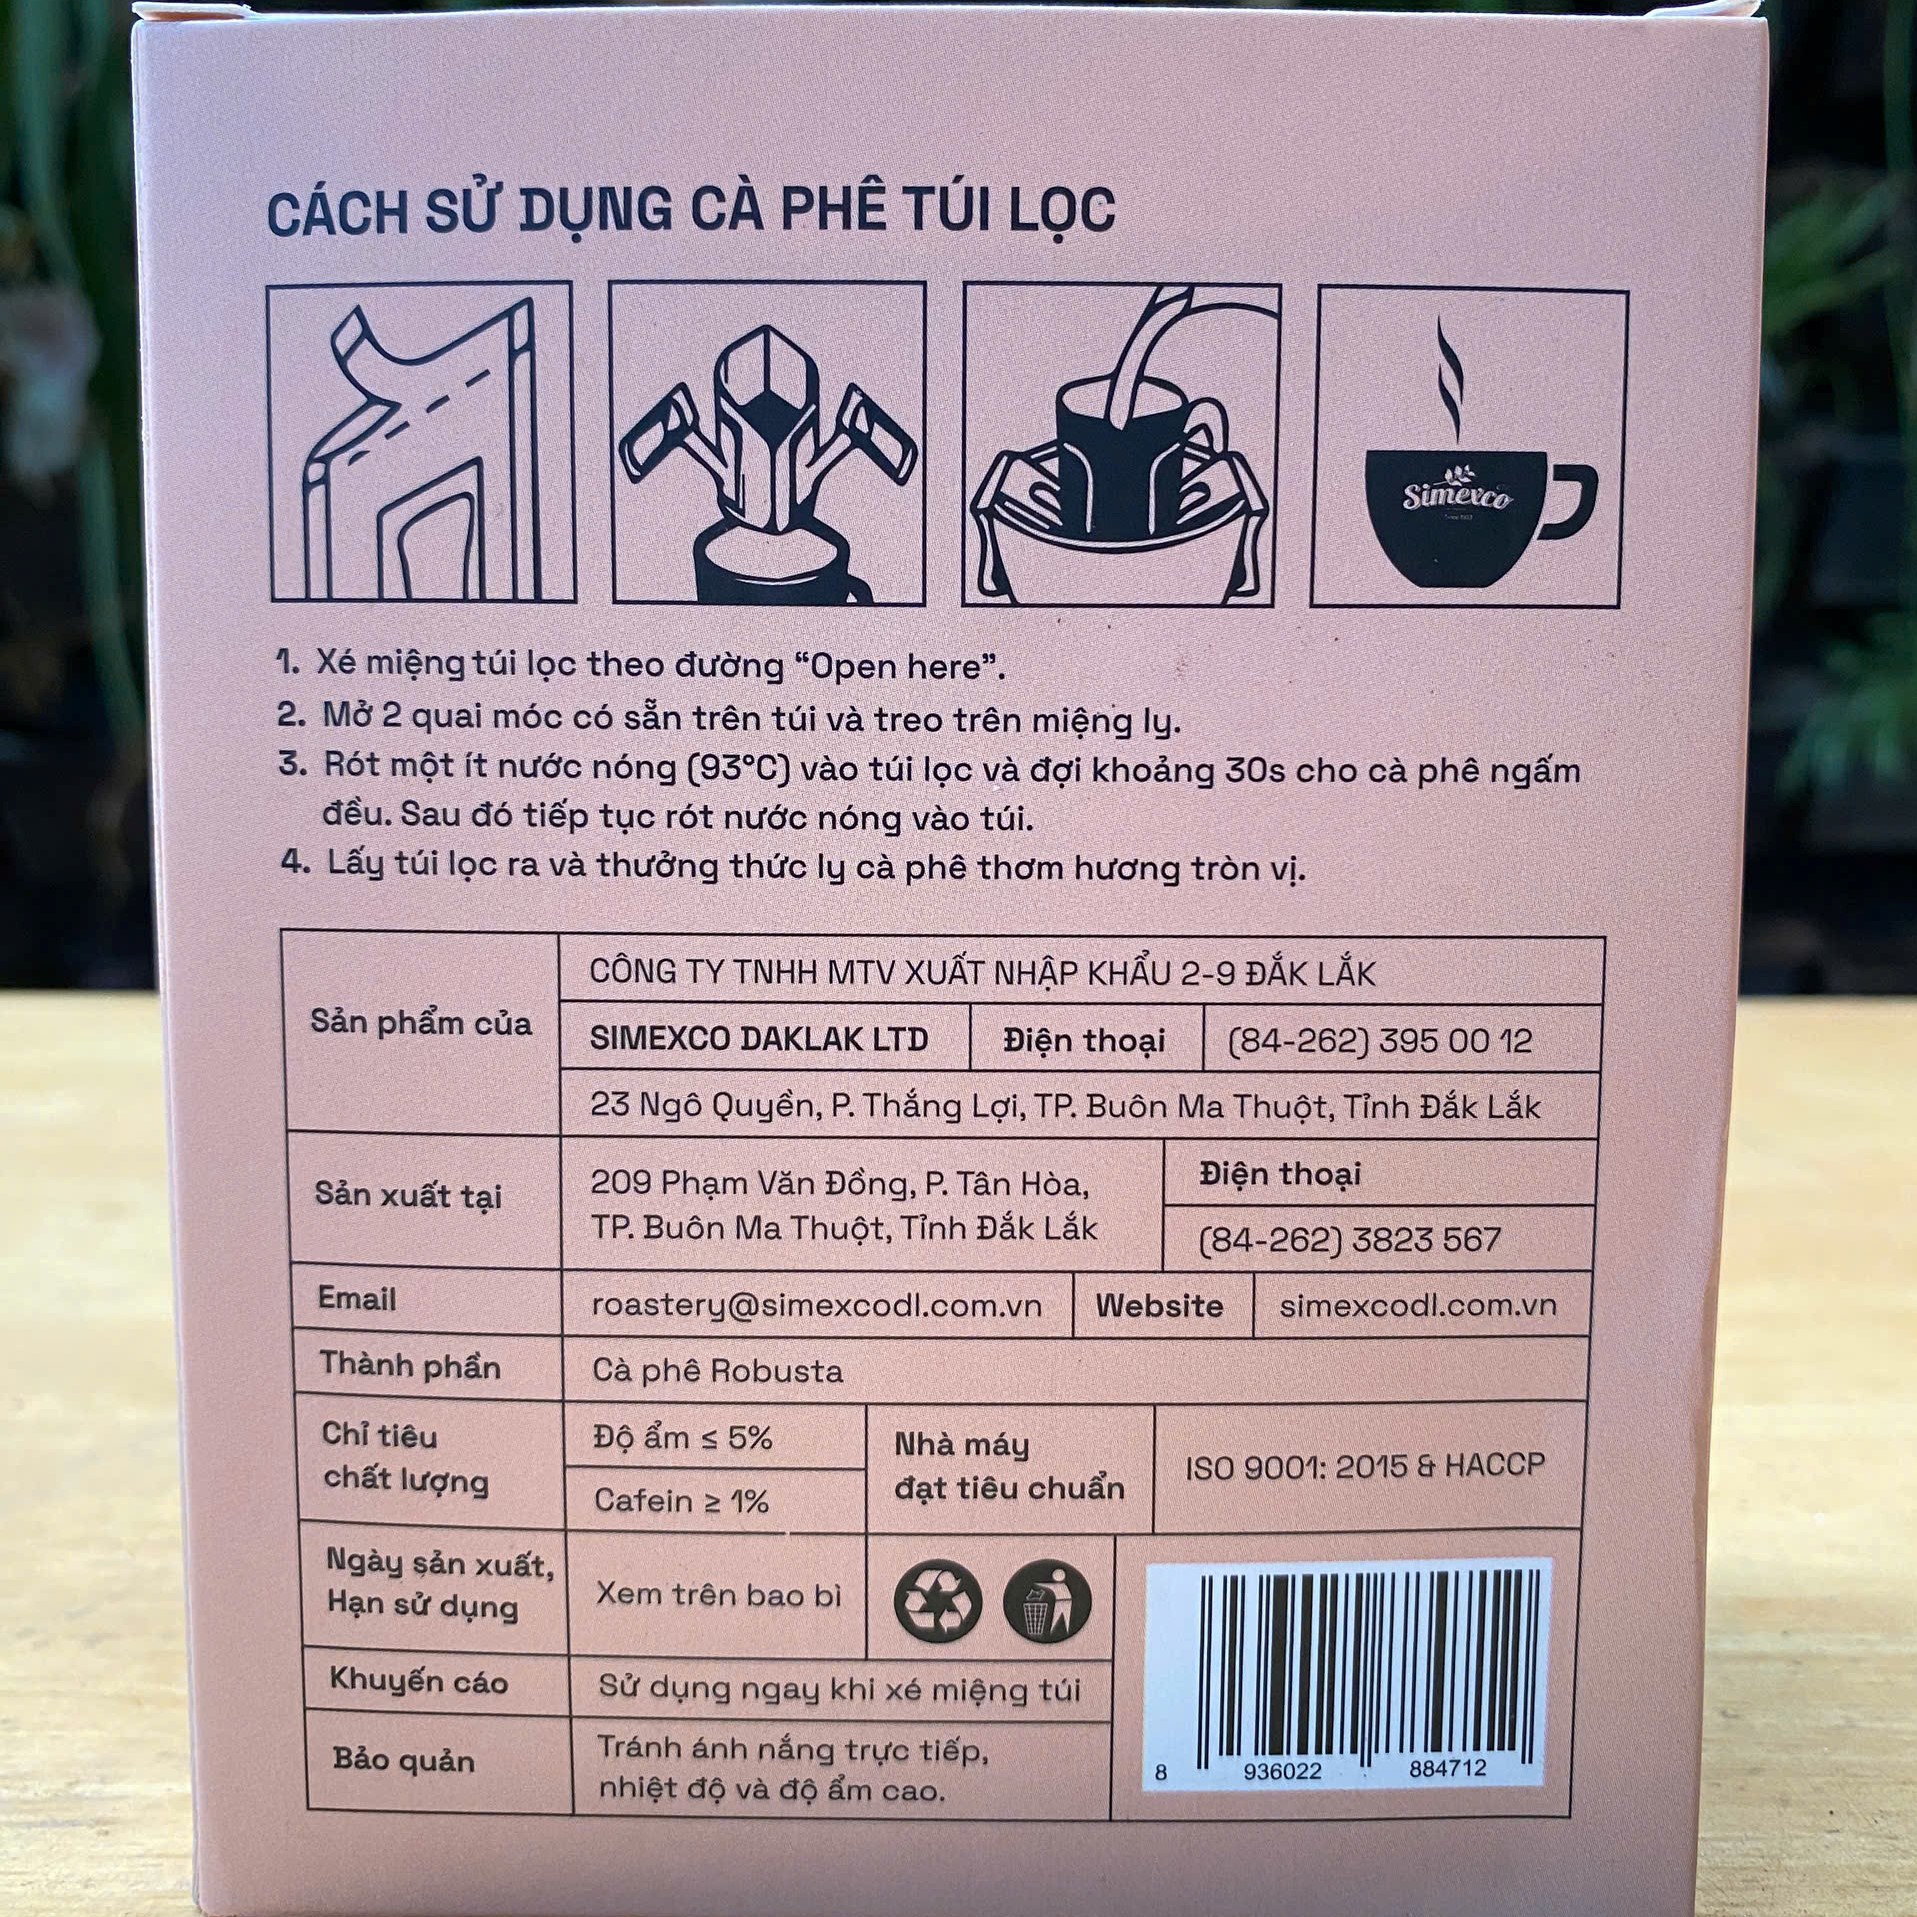 CÁCH SỬ DỤNG CÀ PHÊ TÚI LỌC
Simexco
1. Xé miệng túi lọc theo đường “Open here”.
2. Mở 2 quai móc có sẵn trên túi và treo trên miệng ly.
3. Rót một ít nước nóng (93°C) vào túi lọc và đợi khoảng 30s cho cà phê ngấm
đều. Sau đó tiếp tục rót nước nóng vào túi.
4. Lấy túi lọc ra và thưởng thức ly cà phê thơm hương tròn vị.
Sản phẩm của
CÔNG TY TNHH MTV XUẤT NHẬP KHẨU 2-9 ĐẮK LẮK
SIMEXCO DAKLAK LTD
Điện thoại
(84-262) 395 00 12
23 Ngô Quyền, P. Thắng Lợi, TP. Buôn Ma Thuột, Tỉnh Đắk Lắk
Sản xuất tại
209 Phạm Văn Đồng, P. Tân Hòa,
TP. Buôn Ma Thuột, Tỉnh Đắk Lắk
Điện thoại
(84-262) 3823 567
Email
roastery@simexcodl.com.vn
Website
simexcodl.com.vn
Thành phần
Cà phê Robusta
Chỉ tiêu
chất lượng
Độ ẩm ≤ 5%
Cafein ≥ 1%
Nhà máy
đạt tiêu chuẩn
ISO 9001: 2015 & HACCP
Ngày sản xuất,
Hạn sử dụng
Xem trên bao bì
Khuyến cáo
Sử dụng ngay khi xé miệng túi
Bảo quản
Tránh ánh nắng trực tiếp,
nhiệt độ và độ ẩm cao.
8 936022 884712